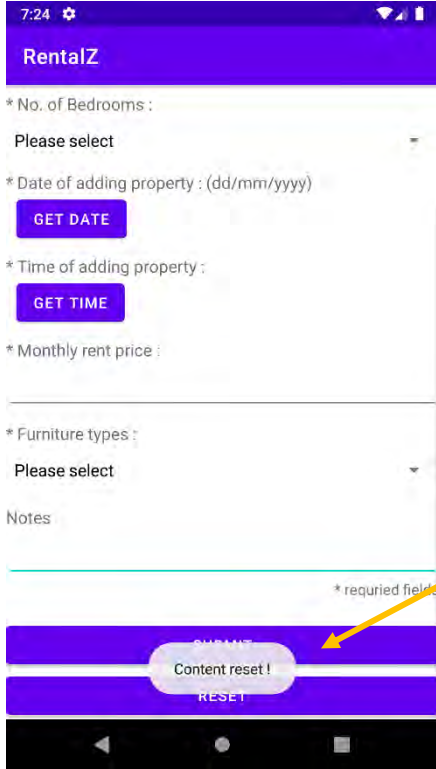 7:24
RentalZ
* No. of Bedrooms :
Please select
* Date of adding property : (dd/mm/yyyy)
GET DATE
* Time of adding property :
GET TIME
* Monthly rent price :
* Furniture types :
Please select
Notes
* requried fields
SUBMIT
Content reset !
RESET